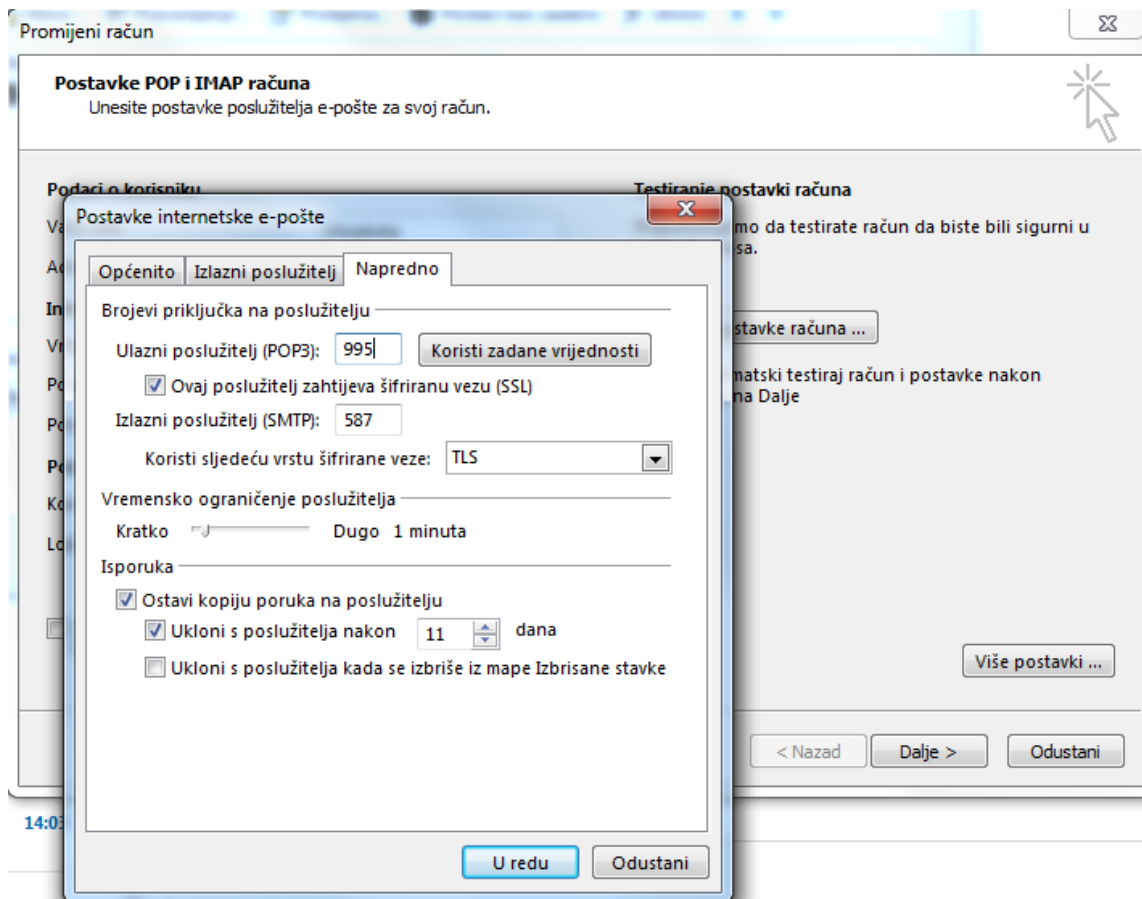 Promijeni račun
Postavke POP i IMAP računa
Unesite postavke poslužitelja e-pošte za svoj račun.
Podaci o korisniku
Testiranje postavki računa
mo da testirate račun da biste bili sigurni u
sa.
stavke računa ...
matski testiraj račun i postavke nakon
na Dalje
Postavke internetske e-pošte
Općenito
Izlazni poslužitelj
Napredno
Brojevi priključka na poslužitelju
Ulazni poslužitelj (POP3): 995 Koristi zadane vrijednosti
Ovaj poslužitelj zahtijeva šifriranu vezu (SSL)
Izlazni poslužitelj (SMTP): 587
Koristi sljedeću vrstu šifrirane veze: TLS
Vremensko ograničenje poslužitelja
Kratko Dugo 1 minuta
Isporuka
Ostavi kopiju poruka na poslužitelju
Ukloni s poslužitelja nakon 11 dana
Ukloni s poslužitelja kada se izbriše iz mape Izbrisane stavke
U redu
Odustani
Više postavki ...
< Nazad
Dalje >
Odustani